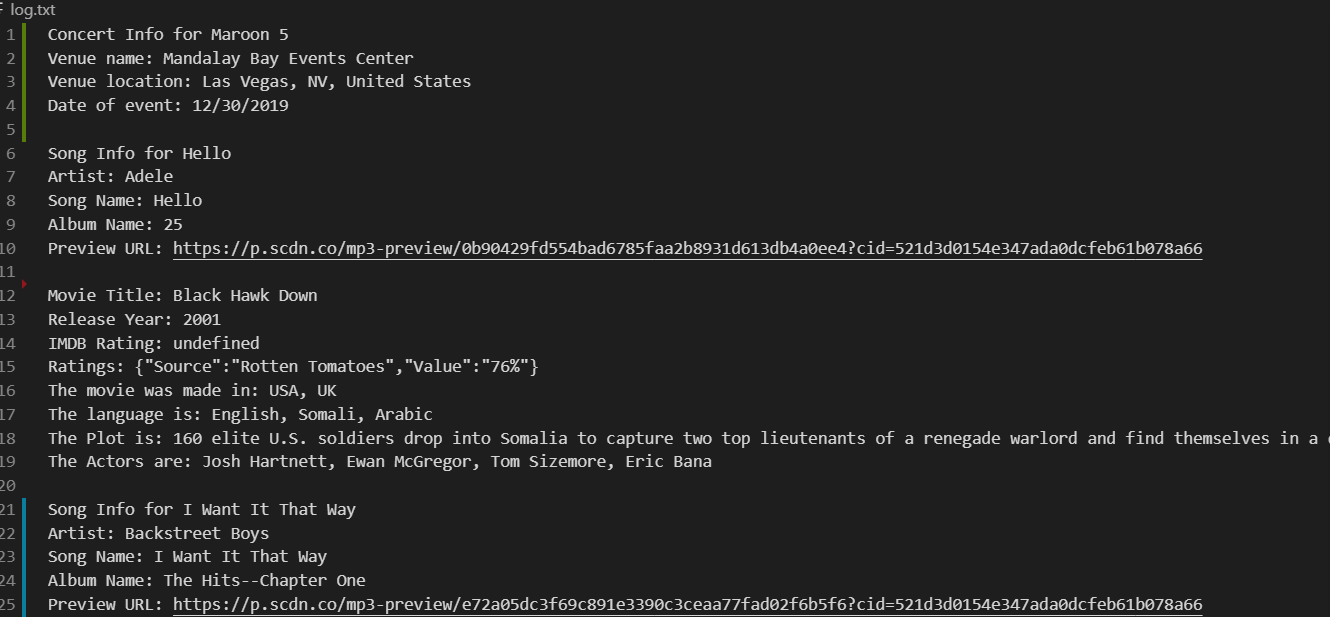 log.txt
1 Concert Info for Maroon 5
2 Venue name: Mandalay Bay Events Center
3 Venue location: Las Vegas, NV, United States
4 Date of event: 12/30/2019
5
6 Song Info for Hello
7 Artist: Adele
8 Song Name: Hello
9 Album Name: 25
10 Preview URL: https://p.scdn.co/mp3-preview/0b90429fd554bad6785faa2b8931d613db4a0ee4?cid=521d3d0154e347ada0dcfeb61b078a66
11
12 Movie Title: Black Hawk Down
13 Release Year: 2001
14 IMDB Rating: undefined
15 Ratings: {"Source":"Rotten Tomatoes","Value":"76%"}
16 The movie was made in: USA, UK
17 The language is: English, Somali, Arabic
18 The Plot is: 160 elite U.S. soldiers drop into Somalia to capture two top lieutenants of a renegade warlord and find themselves in a
19 The Actors are: Josh Hartnett, Ewan McGregor, Tom Sizemore, Eric Bana
20
21 Song Info for I Want It That Way
22 Artist: Backstreet Boys
23 Song Name: I Want It That Way
24 Album Name: The Hits--Chapter One
25 Preview URL: https://p.scdn.co/mp3-preview/e72a05dc3f69c891e3390c3ceaa77fad02f6b5f6?cid=521d3d0154e347ada0dcfeb61b078a66